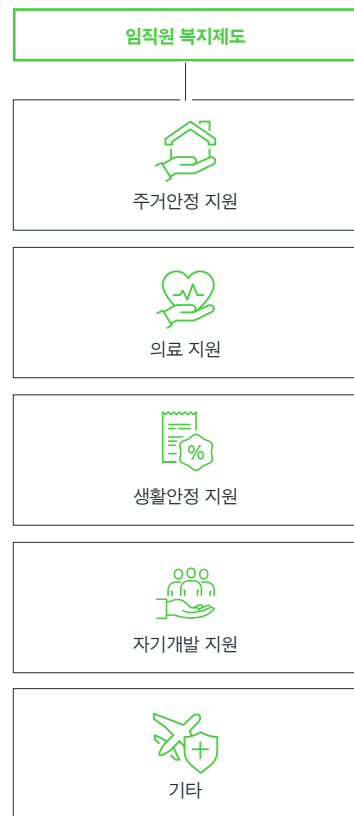 임직원 복지제도
주거안정 지원
의료 지원
%
생활안정 지원
자기개발 지원
기타